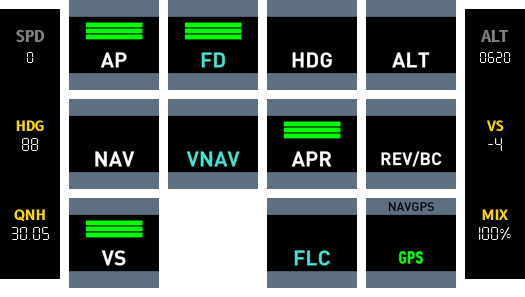 SPD
0
HDG
88
QNH
30.05
AP
FD
HDG
ALT
NAV
VNAV
APR
REV/BC
VS
FLC
NAVGPS
GPS
ALT
0620
VS
-4
MIX
100%